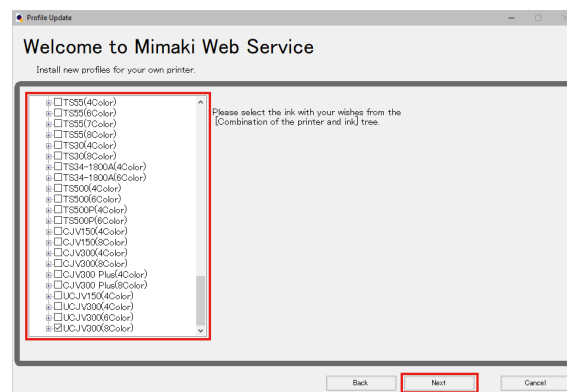 Profile Update
Welcome to Mimaki Web Service
Install new profiles for your own printer.
TS55(4Color)
TS55(6Color)
TS55(7Color)
TS55(8Color)
TS30(4Color)
TS30(8Color)
TS34-1800A(4Color)
TS34-1800A(6Color)
TS500(4Color)
TS500(6Color)
TS500P(4Color)
TS500P(6Color)
CJV150(4Color)
CJV150(8Color)
CJV300(4Color)
CJV300(8Color)
CJV300 Plus(4Color)
CJV300 Plus(8Color)
UCJV150(4Color)
UCJV300(4Color)
UCJV300(6Color)
UCJV300(8Color)
Please select the ink with your wishes from the
[Combination of the printer and ink] tree.
Back
Next
Cancel